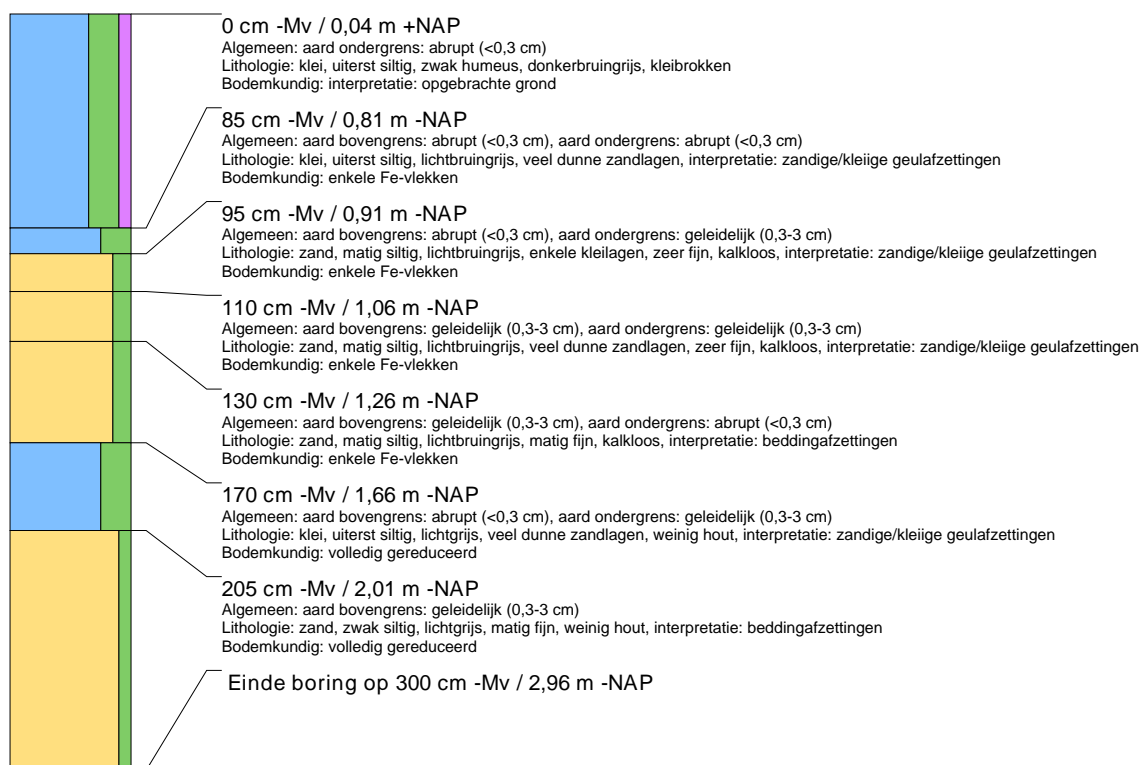 0 cm -Mv / 0,04 m +NAP
Algemeen: aard ondergrens: abrupt (<0,3 cm)
Lithologie: klei, uiterst siltig, zwak humeus, donkerbruingrijs, kleibrokken
Bodemkundig: interpretatie: opgebrachte grond
85 cm -Mv / 0,81 m -NAP
Algemeen: aard bovengrens: abrupt (<0,3 cm), aard ondergrens: abrupt (<0,3 cm)
Lithologie: klei, uiterst siltig, lichtbruingrijs, veel dunne zandlagen, interpretatie: zandige/kleiige geulafzettingen
Bodemkundig: enkele Fe-vlekken
95 cm -Mv / 0,91 m -NAP
Algemeen: aard bovengrens: abrupt (<0,3 cm), aard ondergrens: geleidelijk (0,3-3 cm)
Lithologie: zand, matig siltig, lichtbruingrijs, enkele kleilagen, zeer fijn, kalkloos, interpretatie: zandige/kleiige geulafzettingen
Bodemkundig: enkele Fe-vlekken
110 cm -Mv / 1,06 m -NAP
Algemeen: aard bovengrens: geleidelijk (0,3-3 cm), aard ondergrens: geleidelijk (0,3-3 cm)
Lithologie: zand, matig siltig, lichtbruingrijs, veel dunne zandlagen, zeer fijn, kalkloos, interpretatie: zandige/kleiige geulafzettingen
Bodemkundig: enkele Fe-vlekken
130 cm -Mv / 1,26 m -NAP
Algemeen: aard bovengrens: geleidelijk (0,3-3 cm), aard ondergrens: abrupt (<0,3 cm)
Lithologie: zand, matig siltig, lichtbruingrijs, matig fijn, kalkloos, interpretatie: beddingafzettingen
Bodemkundig: enkele Fe-vlekken
170 cm -Mv / 1,66 m -NAP
Algemeen: aard bovengrens: abrupt (<0,3 cm), aard ondergrens: geleidelijk (0,3-3 cm)
Lithologie: klei, uiterst siltig, lichtgrijs, veel dunne zandlagen, weinig hout, interpretatie: zandige/kleiige geulafzettingen
Bodemkundig: volledig gereduceerd
205 cm -Mv / 2,01 m -NAP
Algemeen: aard bovengrens: geleidelijk (0,3-3 cm)
Lithologie: zand, zwak siltig, lichtgrijs, matig fijn, weinig hout, interpretatie: beddingafzettingen
Bodemkundig: volledig gereduceerd
Einde boring op 300 cm -Mv / 2,96 m -NAP